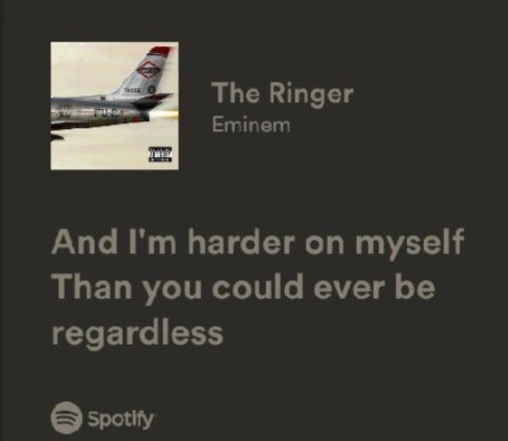 The Ringer
Eminem
And I'm harder on myself
Than you could ever be
regardless
Spotify